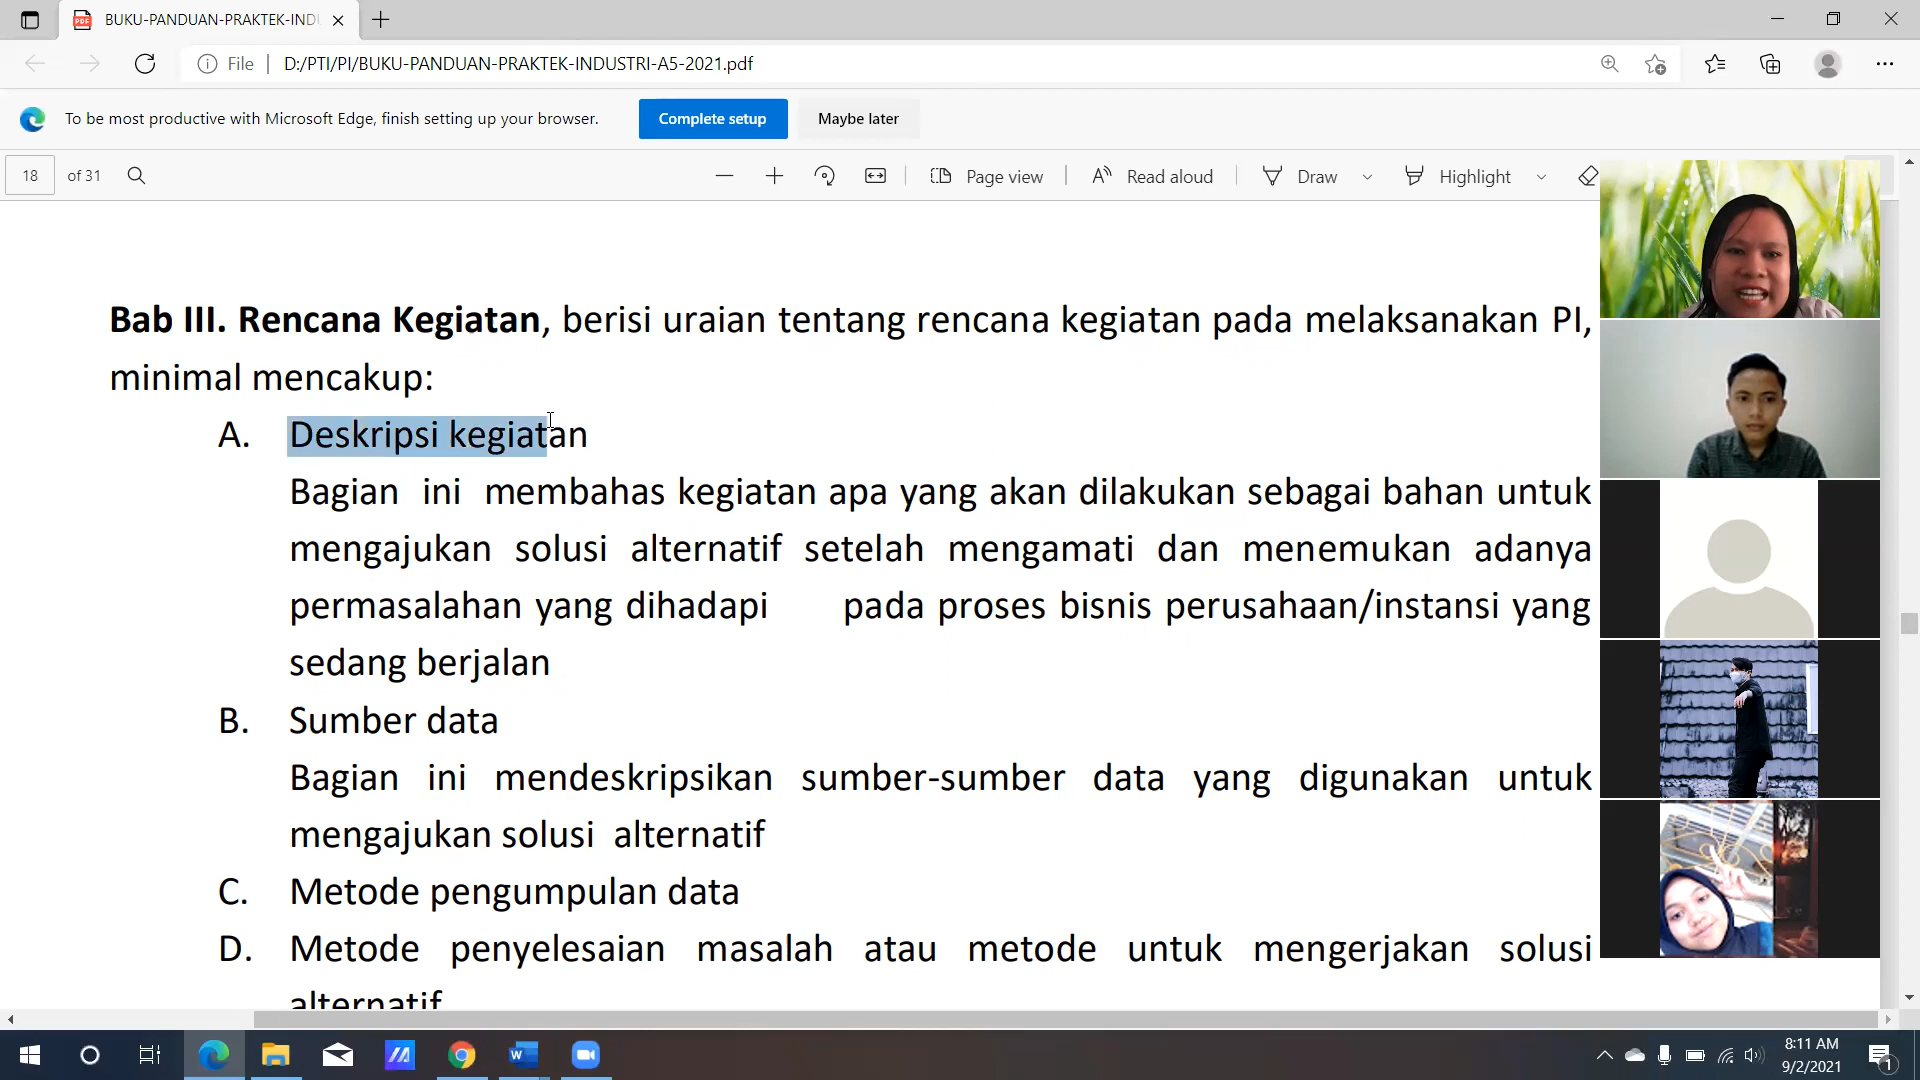 BUKU-PANDUAN-PRAKTEK-INDU
File
D:/PTI/PI/BUKU-PANDUAN-PRAKTEK-INDUSTRI-A5-2021.pdf
To be most productive with Microsoft Edge, finish setting up your browser.
Complete setup
Maybe later
18 of 31
Page view
Read aloud
Draw
Highlight
Bab III. Rencana Kegiatan, berisi uraian tentang rencana kegiatan pada melaksanakan PI,
minimal mencakup:
A. Deskripsi kegiatan
Bagian ini membahas kegiatan apa yang akan dilakukan sebagai bahan untuk
mengajukan solusi alternatif setelah mengamati dan menemukan adanya
permasalahan yang dihadapi pada proses bisnis perusahaan/instansi yang
sedang berjalan
B. Sumber data
Bagian ini mendeskripsikan sumber-sumber data yang digunakan untuk
mengajukan solusi alternatif
C. Metode pengumpulan data
D. Metode penyelesaian masalah atau metode untuk mengerjakan solusi
alternatif
8:11 AM
9/2/2021
1